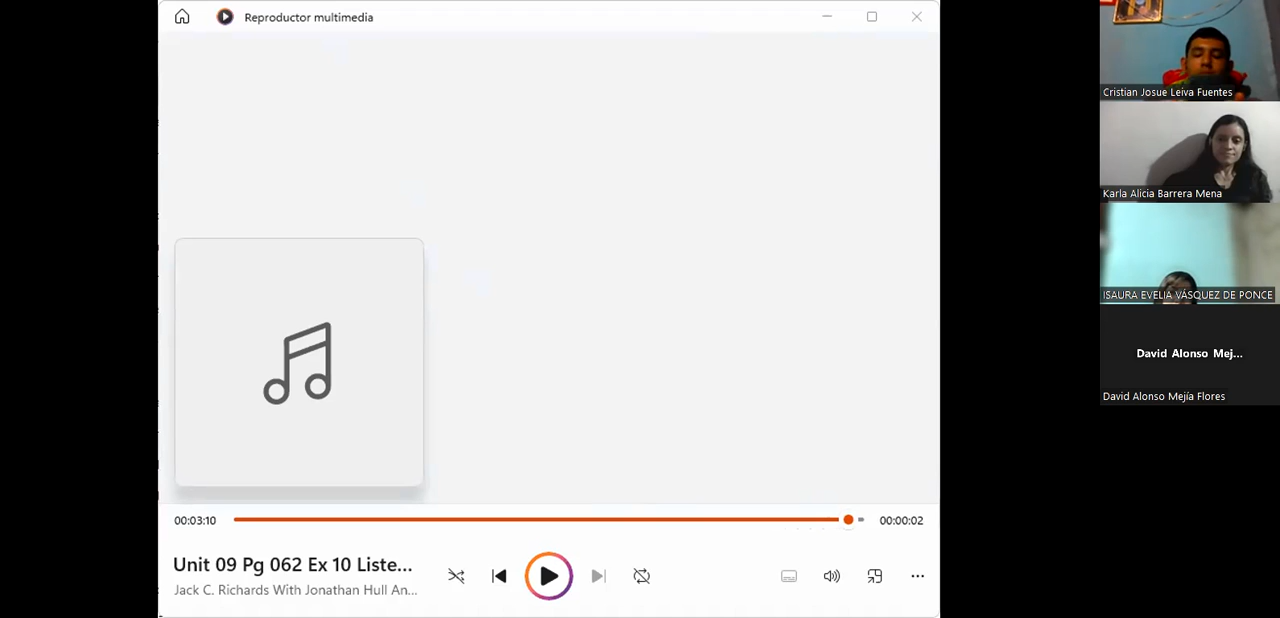 Reproductor multimedia
Cristian Josue Leiva Fuentes
Karla Alicia Barrera Mena
ISAURA EVELIA VÁSQUEZ DE PONCE
David Alonso Mej...
David Alonso Mejía Flores
00:03:10
00:00:02
Unit 09 Pg 062 Ex 10 Liste...
Jack C. Richards With Jonathan Hull An...